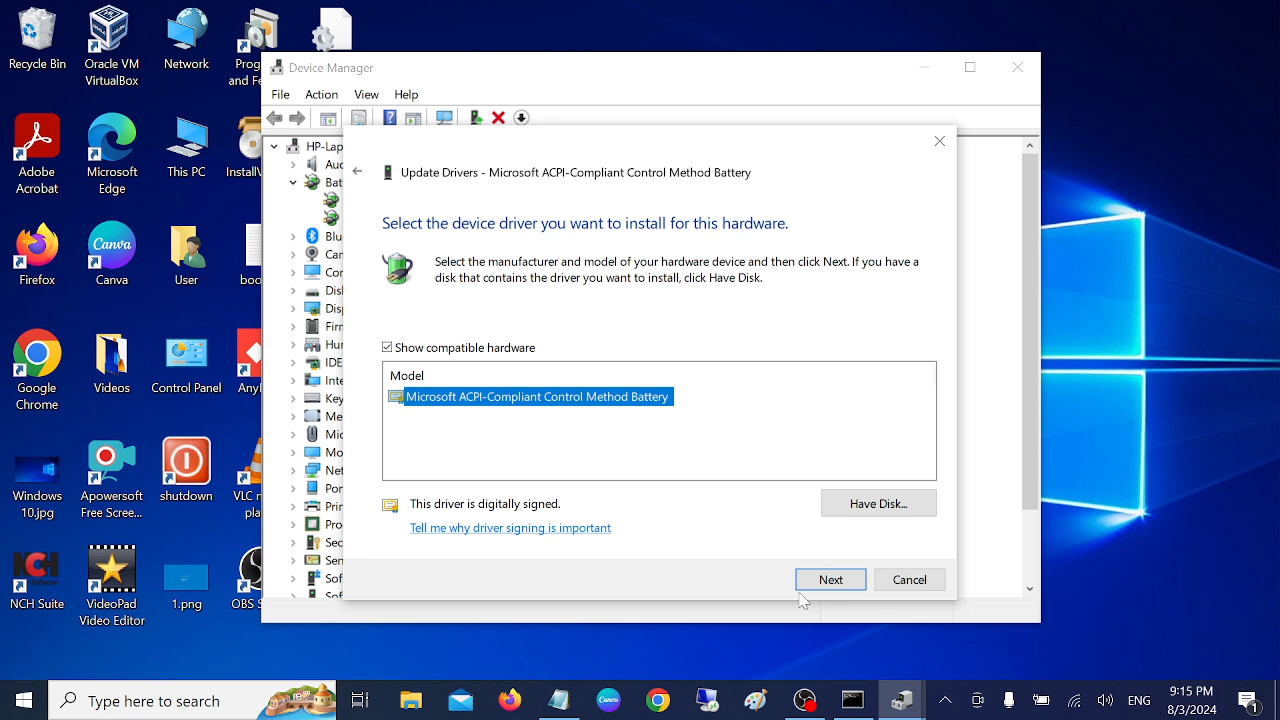 Recycle Bin
Oracle VM
VirtualBox
Network
Prog
and Fe
Adobe
Acrobat
Microsoft
Edge
This PC
InstallV
Firefox
Canva
User
boo
Google
Chrome
Videos
Control Panel
AnyD
Windows
10.jpg
Apowersoft
Free Scree...
shutdown
VLC m
pla
NCH Suite
VideoPad
Video Editor
1.png
OBS S
Device Manager
File
Action
View
Help
HP-Lap
Aud
Bat
Blu
Car
Cor
Disk
Disp
Firr
Hur
IDE
Inte
Key
Me
Mic
Mo
Net
Por
Prin
Pro
Sec
Sen
Sof
Sof
Update Drivers - Microsoft ACPI-Compliant Control Method Battery
Select the device driver you want to install for this hardware.
Select the manufacturer and model of your hardware device and then click Next. If you have a
disk that contains the driver you want to install, click Have Disk.
Show compatible hardware
Model
Microsoft ACPI-Compliant Control Method Battery
This driver is digitally signed.
Have Disk...
Tell me why driver signing is important
Next
Cancel
Type here to search
ENG
9:15 PM
8/3/2024
1